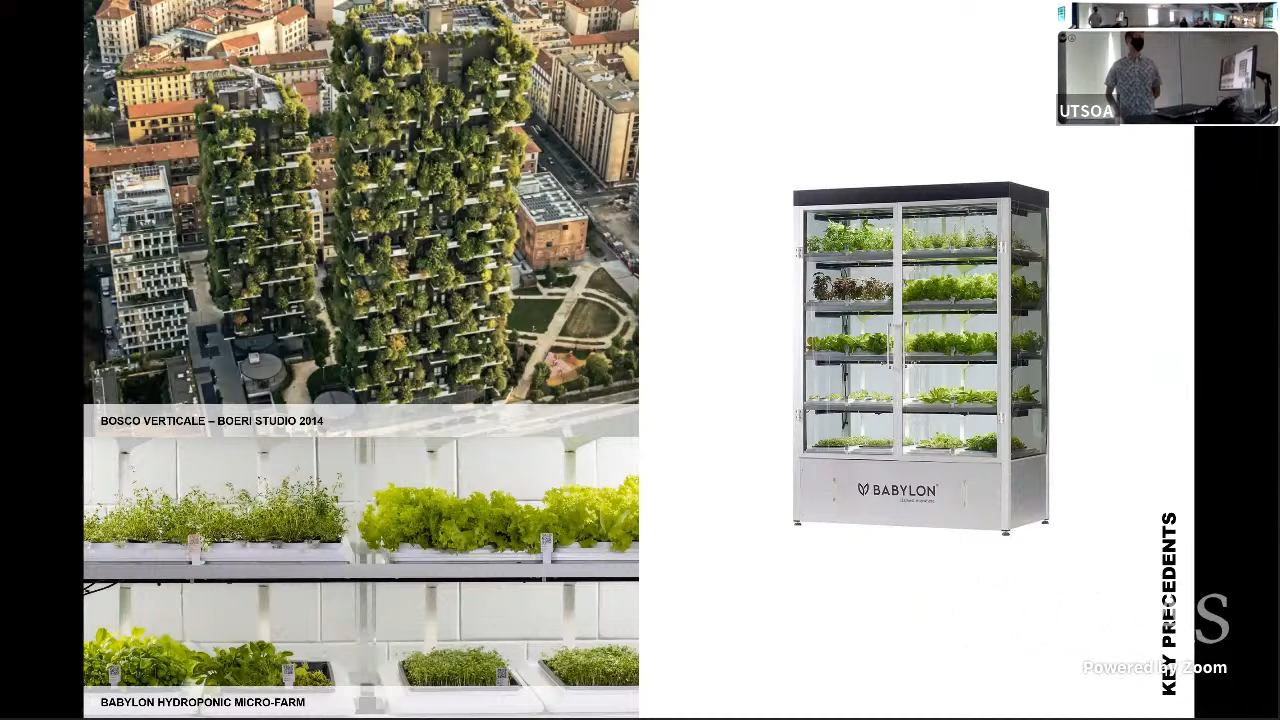 UTSOA
BOSCO VERTICALE – BOERI STUDIO 2014
BABYLON
BABYLON HYDROPONIC MICRO-FARM
KEY PRECEDENTS
S
Powered by Zoom